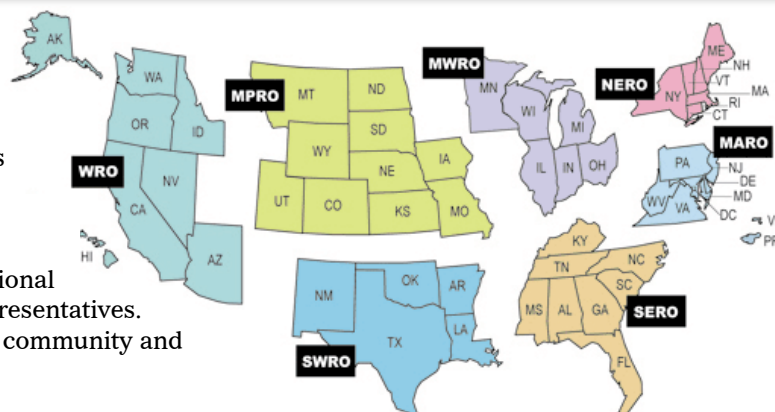 AK
WA
OR
ID
WRO
NV
CA
AZ
HI
MPRO
MT
ND
SD
WY
NE
IA
UT
CO
KS
MO
MWRO
MN
WI
MI
IL
IN
OH
NERO
ME
NH
VT
MA
NY
RI
CT
MARO
PA
NJ
DE
MD
WV
VA
DC
V
PR
KY
TN
NC
SC
MS
AL
GA
SERO
FL
NM
OK
AR
TX
LA
SWRO
s
ional
resentatives.
community and